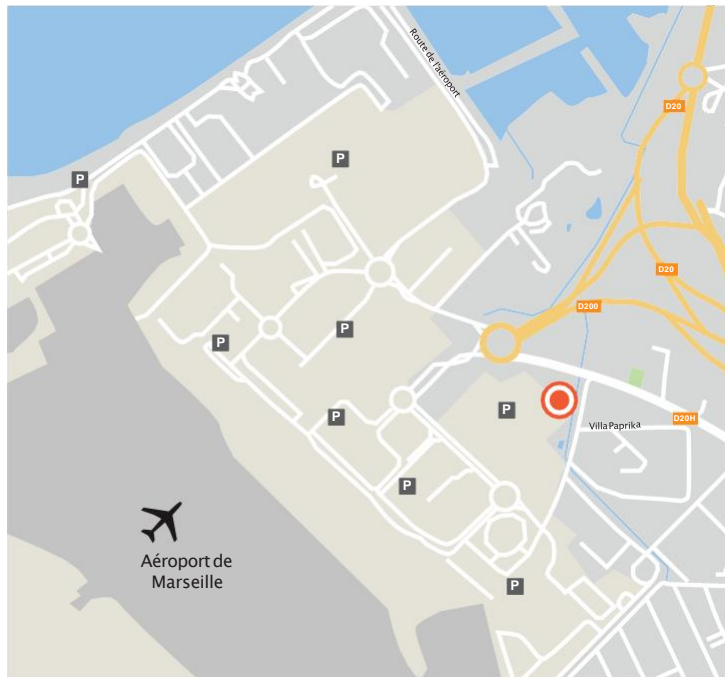 Route de l'aéroport
D20
P
P
D20
D200
P
P
P
P
D20H
Villa Paprika
P
Aéroport de
Marseille
P